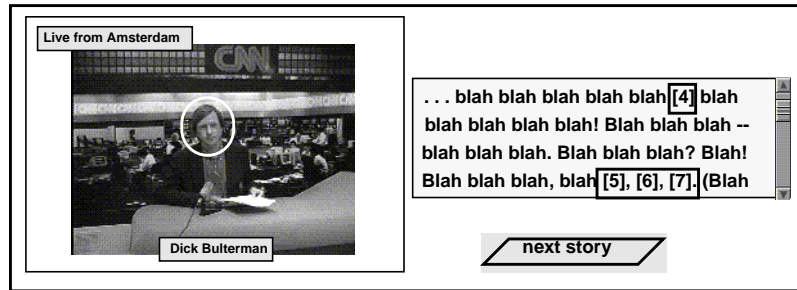 Live from Amsterdam
CNN
Dick Bulterman
. . . blah blah blah blah blah [4] blah
blah blah blah blah! Blah blah blah --
blah blah blah. Blah blah blah? Blah!
Blah blah blah, blah [5], [6], [7]. (Blah
next story